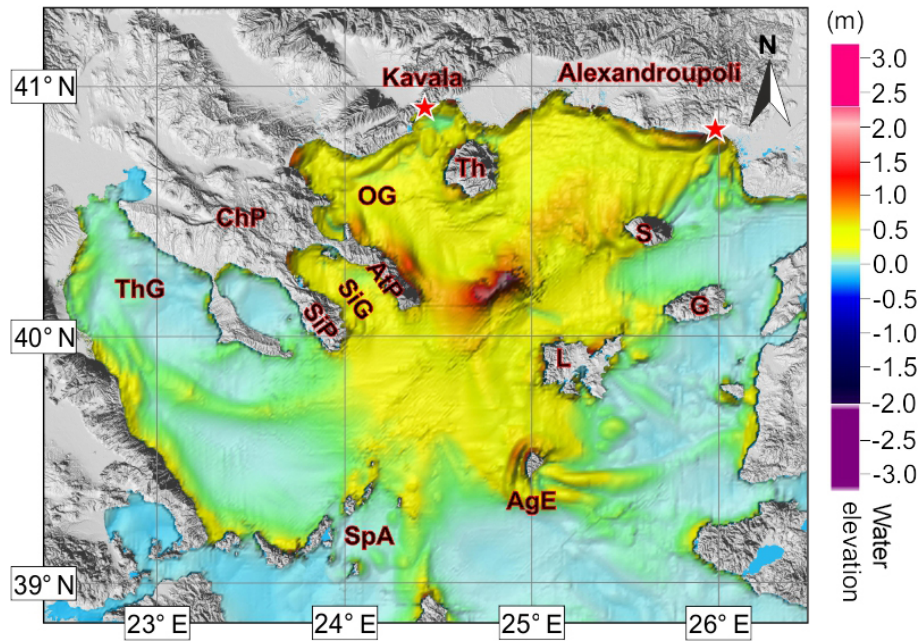 (m)
N
Kavala
Alexandroupoli
41° N
3.0
2.5
2.0
1.5
1.0
0.5
0.0
-0.5
-1.0
-1.5
-2.0
-2.5
-3.0
Th
OG
ChP
S
AtP
ThG
SiG
SiP
G
40° N
L
AgE
SpA
Water
elevation
39° N
23° E
24° E
25° E
26° E